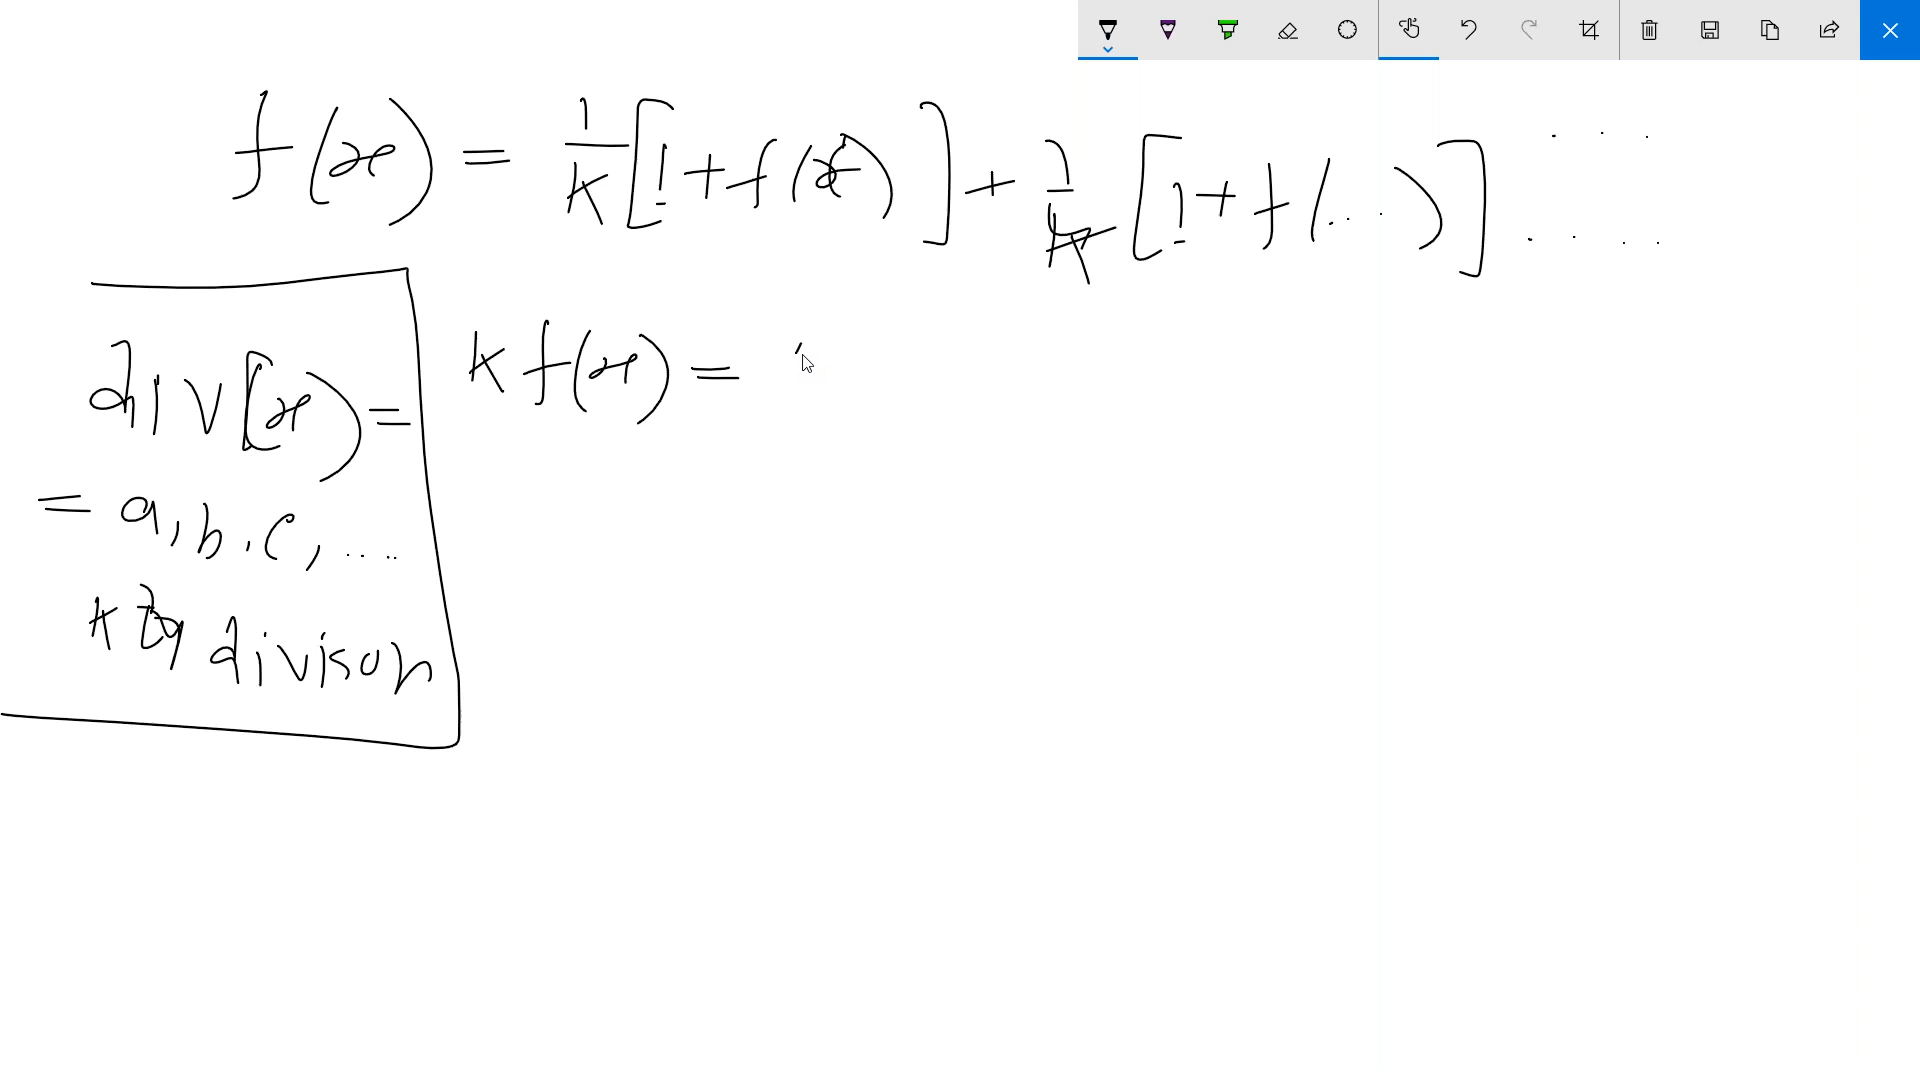 f(x) = 1/k [1 + f(x)] + 1/k [1 + f(...)] ....
....
k f(x) =
div(x) =
= a, b, c, ....
k by divison